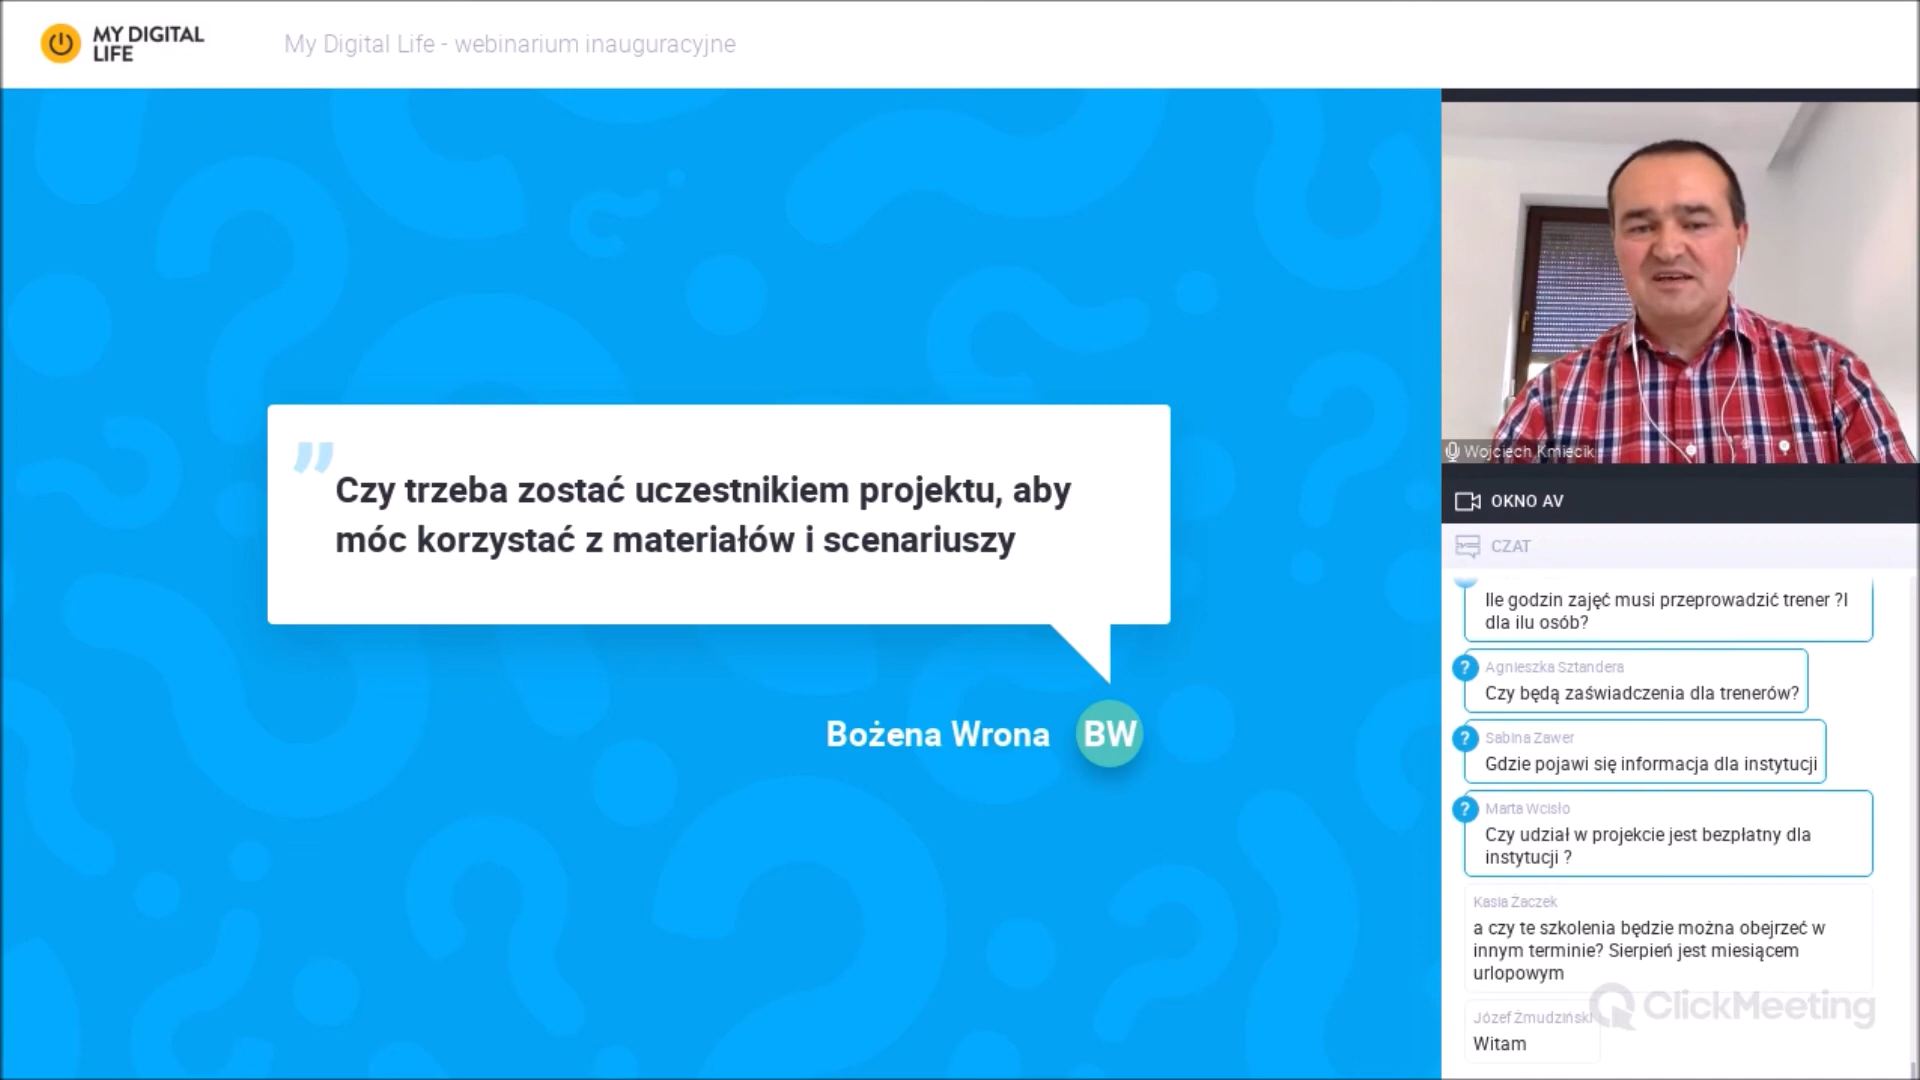 MY DIGITAL
LIFE
My Digital Life - webinarium inauguracyjne
Czy trzeba zostać uczestnikiem projektu, aby
móc korzystać z materiałów i scenariuszy
Bożena Wrona
BW
Wojciech Kmiecik
OKNO AV
CZAT
Ile godzin zajęć musi przeprowadzić trener ?I
dla ilu osób?
?
Agnieszka Sztandera
Czy będą zaświadczenia dla trenerów?
?
Sabina Zawer
Gdzie pojawi się informacja dla instytucji
?
Marta Wcisło
Czy udział w projekcie jest bezpłatny dla
instytucji ?
Kasia Żaczek
a czy te szkolenia będzie można obejrzeć w
innym terminie? Sierpień jest miesiącem
urlopowym
Józef Żmudziński
Witam
ClickMeeting